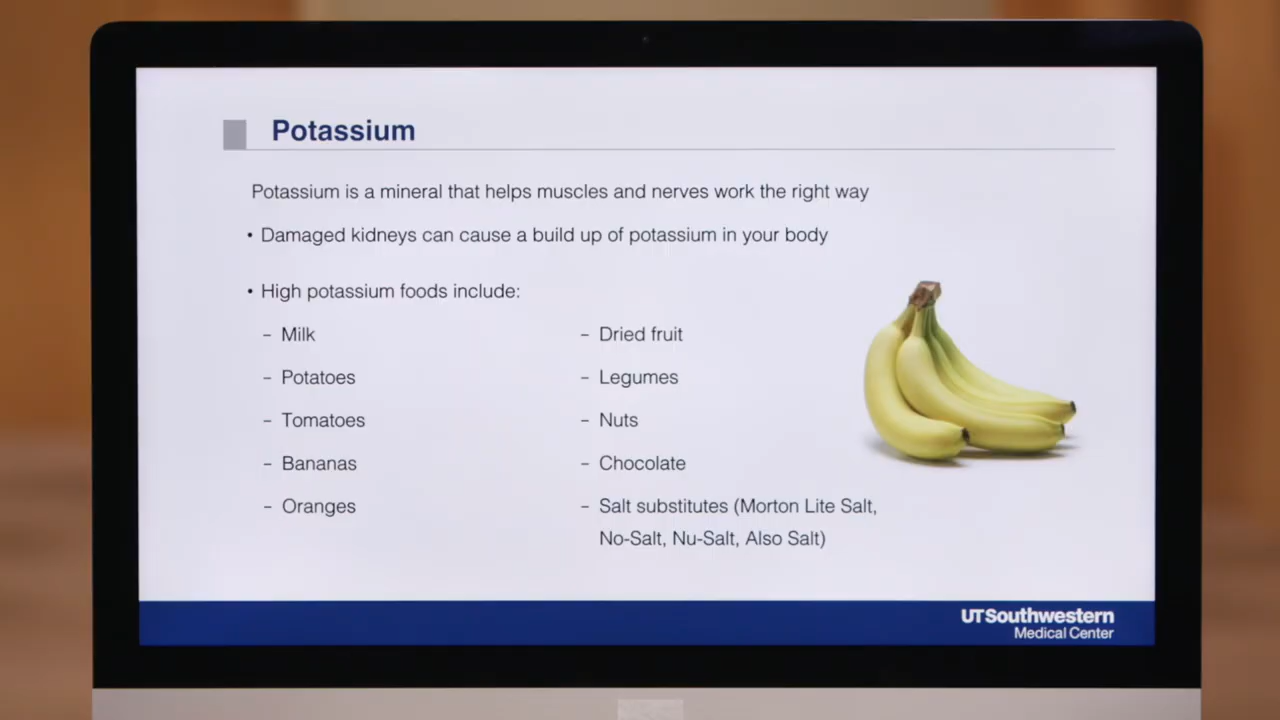 Potassium
Potassium is a mineral that helps muscles and nerves work the right way
• Damaged kidneys can cause a build up of potassium in your body
• High potassium foods include:
– Milk
– Potatoes
– Tomatoes
– Bananas
– Oranges
– Dried fruit
– Legumes
– Nuts
– Chocolate
– Salt substitutes (Morton Lite Salt,
No-Salt, Nu-Salt, Also Salt)
UTSouthwestern
Medical Center